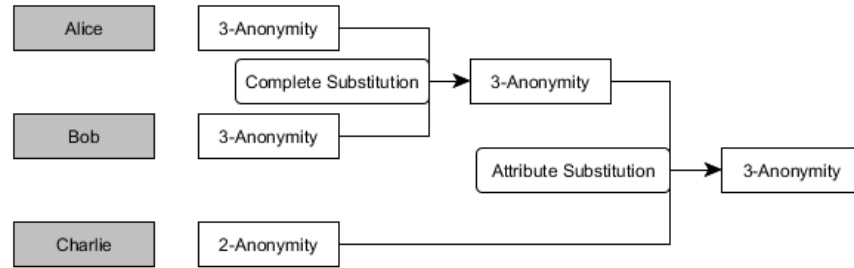 Alice
3-Anonymity
Complete Substitution
3-Anonymity
Bob
3-Anonymity
Attribute Substitution
3-Anonymity
Charlie
2-Anonymity